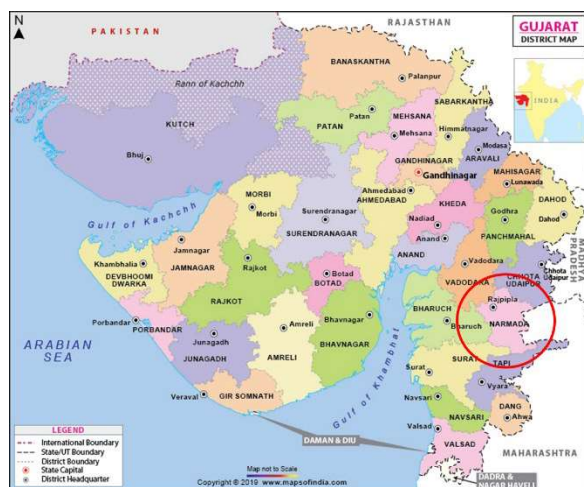 N
PAKISTAN
RAJASTHAN
GUJARAT
DISTRICT MAP
INDIA
BANASKANTHA
Palanpur
Rann of Kachchh
KUTCH
Bhuj
Patan
PATAN
MEHSANA
Mehsana
SABARKANTHA
Himmatnagar
Modasa
ARAVALI
GANDHINAGAR
Gandhinagar
MAHISAGAR
Lunawada
Gulf of Kachchh
MORBI
Morbi
Surendranagar
SURENDRANAGAR
Ahmedabad
AHMEDABAD
KHEDA
Nadiad
Godhra
PANCHMAHAL
DAHOD
Dahod
MADHYA PRADESH
Jamnagar
JAMNAGAR
Khambhalia
DEVBHOOMI
DWARKA
Rajkot
RAJKOT
Botad
BOTAD
ANAND
Anand
Vadodara
VADODARA
Chhota
Udaipur
CHHOTA
UDAIPUR
Porbandar
PORBANDAR
Junagadh
JUNAGADH
Amreli
AMRELI
Bhavnagar
BHAVNAGAR
BHARUCH
Bharuch
Rajpipla
NARMADA
ARABIAN
SEA
Gulf of Khambhat
Surat
SURAT
TAPI
Vyara
Veraval
GIR SOMNATH
Navsari
NAVSARI
DANG
Ahwa
Valsad
VALSAD
DAMAN & DIU
MAHARASHTRA
DADRA &
NAGAR HAVELI
LEGEND
International Boundary
State/UT Boundary
District Boundary
State Capital
District Headquarter
Map not to Scale
Copyright © 2019 www.mapsofindia.com